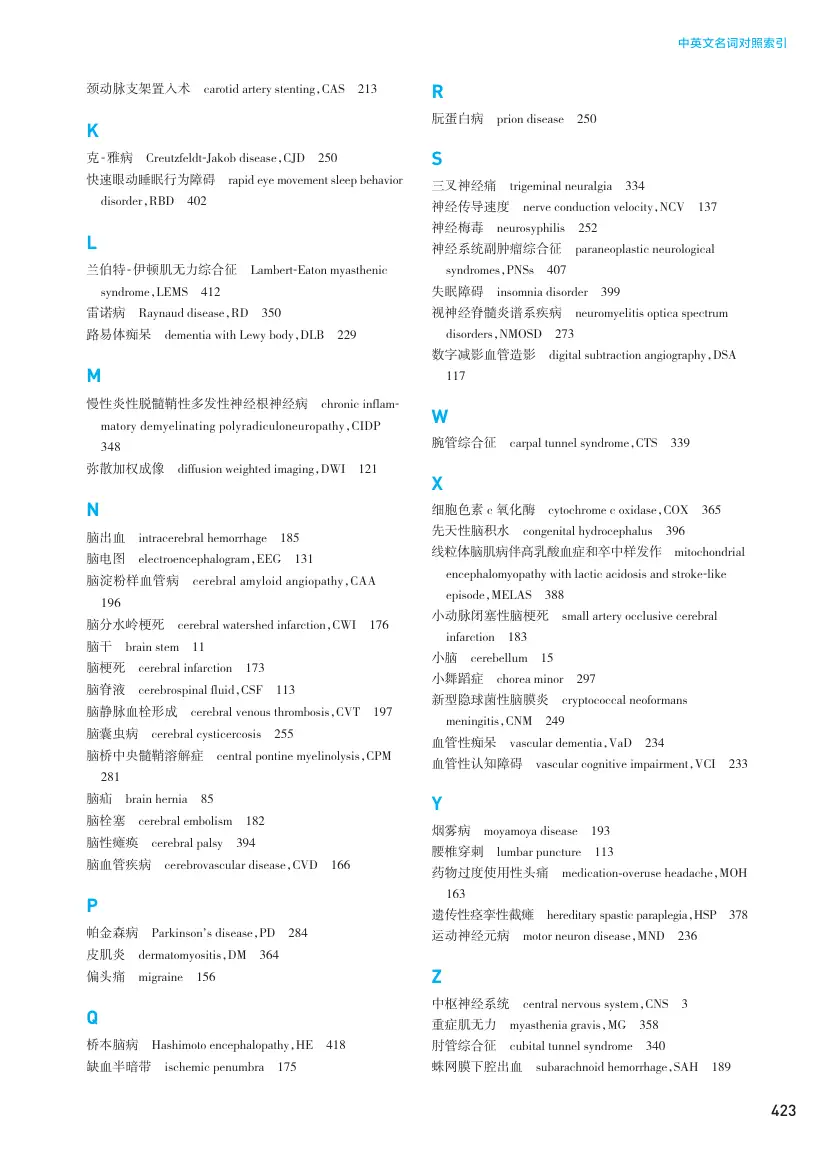 中英文名词对照索引
颈动脉支架置入术 carotid artery stenting,CAS 213
K
克-雅病 Creutzfeldt-Jakob disease,CJD 250
快速眼动睡眠行为障碍 rapid eye movement sleep behavior
disorder,RBD 402
L
兰伯特-伊顿肌无力综合征 Lambert-Eaton myasthenic
syndrome,LEMS 412
雷诺病 Raynaud disease,RD 350
路易体痴呆 dementia with Lewy body,DLB 229
M
慢性炎性脱髓鞘性多发性神经根神经病 chronic inflam-
matory demyelinating polyradiculoneuropathy,CIDP
348
弥散加权成像 diffusion weighted imaging,DWI 121
N
脑出血 intracerebral hemorrhage 185
脑电图 electroencephalogram,EEG 131
脑淀粉样血管病 cerebral amyloid angiopathy,CAA
196
脑分水岭梗死 cerebral watershed infarction,CWI 176
脑干 brain stem 11
脑梗死 cerebral infarction 173
脑脊液 cerebrospinal fluid,CSF 113
脑静脉血栓形成 cerebral venous thrombosis,CVT 197
脑囊虫病 cerebral cysticercosis 255
脑桥中央髓鞘溶解症 central pontine myelinolysis,CPM
281
脑疝 brain hernia 85
脑栓塞 cerebral embolism 182
脑性瘫痪 cerebral palsy 394
脑血管疾病 cerebrovascular disease,CVD 166
P
帕金森病 Parkinson's disease,PD 284
皮肌炎 dermatomyositis,DM 364
偏头痛 migraine 156
Q
桥本脑病 Hashimoto encephalopathy,HE 418
缺血半暗带 ischemic penumbra 175
R
朊蛋白病 prion disease 250
S
三叉神经痛 trigeminal neuralgia 334
神经传导速度 nerve conduction velocity,NCV 137
神经梅毒 neurosyphilis 252
神经系统副肿瘤综合征 paraneoplastic neurological
syndromes,PNSs 407
失眠障碍 insomnia disorder 399
视神经脊髓炎谱系疾病 neuromyelitis optica spectrum
disorders,NMOSD 273
数字减影血管造影 digital subtraction angiography,DSA
117
W
腕管综合征 carpal tunnel syndrome,CTS 339
X
细胞色素 c 氧化酶 cytochrome c oxidase,COX 365
先天性脑积水 congenital hydrocephalus 396
线粒体脑肌病伴高乳酸血症和卒中样发作 mitochondrial
encephalomyopathy with lactic acidosis and stroke-like
episode,MELAS 388
小动脉闭塞性脑梗死 small artery occlusive cerebral
infarction 183
小脑 cerebellum 15
小舞蹈症 chorea minor 297
新型隐球菌性脑膜炎 cryptococcal neoformans
meningitis,CNM 249
血管性痴呆 vascular dementia,VaD 234
血管性认知障碍 vascular cognitive impairment,VCI 233
Y
烟雾病 moyamoya disease 193
腰椎穿刺 lumbar puncture 113
药物过度使用性头痛 medication-overuse headache,MOH
163
遗传性痉挛性截瘫 hereditary spastic paraplegia,HSP 378
运动神经元病 motor neuron disease,MND 236
Z
中枢神经系统 central nervous system,CNS 3
重症肌无力 myasthenia gravis,MG 358
肘管综合征 cubital tunnel syndrome 340
蛛网膜下腔出血 subarachnoid hemorrhage,SAH 189
423